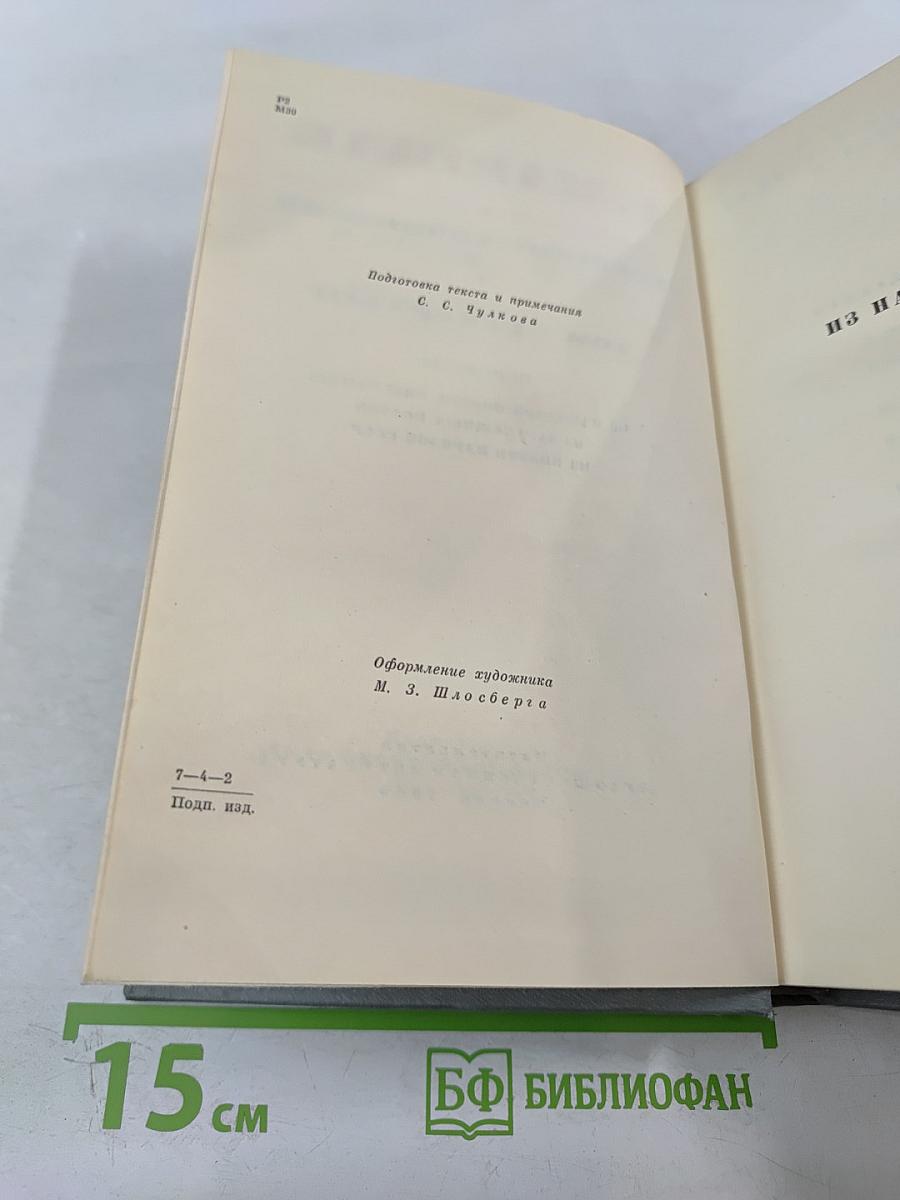 Р2
М30
Подготовка текста и примечания
С. С. Чулкова
ИЗ
Оформление художника
М. З. Шлосберга
7—4—2
Подп. изд.
15 см
БФ БИБЛИОФАН